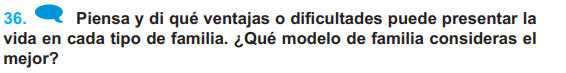 36. Piensa y di qué ventajas o dificultades puede presentar la
vida en cada tipo de familia. ¿Qué modelo de familia consideras el
mejor?